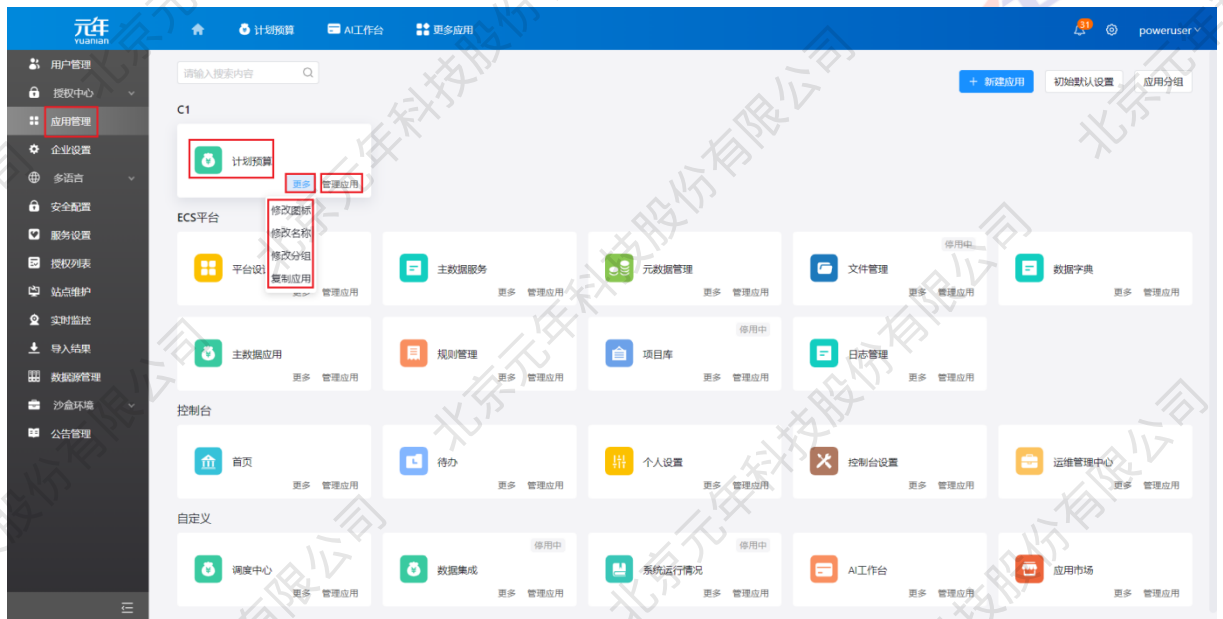 元年
Yuanian
计划预算
AI工作台
更多应用
31
poweruser
用户管理
授权中心
应用管理
企业设置
多语言
安全配置
服务设置
授权列表
站点维护
实时监控
导入结果
数据源管理
沙盒环境
公告管理
请输入搜索内容
+ 新建应用
初始默认设置
应用分组
C1
计划预算
更多 管理应用
修改图标
修改名称
修改分组
复制应用
ECS平台
平台设
更多 管理应用
主数据服务
更多 管理应用
元数据管理
更多 管理应用
停用中
文件管理
更多 管理应用
数据字典
更多 管理应用
主数据应用
更多 管理应用
规则管理
更多 管理应用
停用中
项目库
更多 管理应用
日志管理
更多 管理应用
控制台
首页
更多 管理应用
待办
更多 管理应用
个人设置
更多 管理应用
控制台设置
更多 管理应用
运维管理中心
更多 管理应用
自定义
调度中心
更多 管理应用
停用中
数据集成
更多 管理应用
停用中
系统运行情况
更多 管理应用
AI工作台
更多 管理应用
应用市场
更多 管理应用
北京元年科技股份有限公司